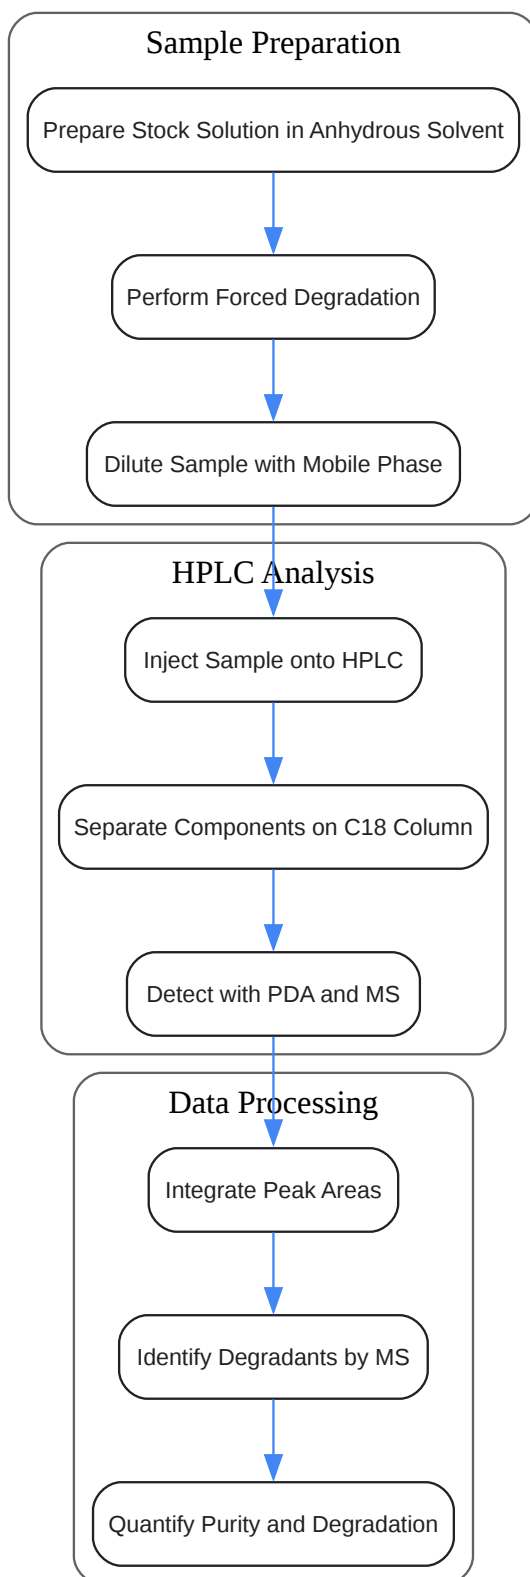 Sample Preparation
Prepare Stock Solution in Anhydrous Solvent
Perform Forced Degradation
Dilute Sample with Mobile Phase
HPLC Analysis
Inject Sample onto HPLC
Separate Components on C18 Column
Detect with PDA and MS
Data Processing
Integrate Peak Areas
Identify Degradants by MS
Quantify Purity and Degradation